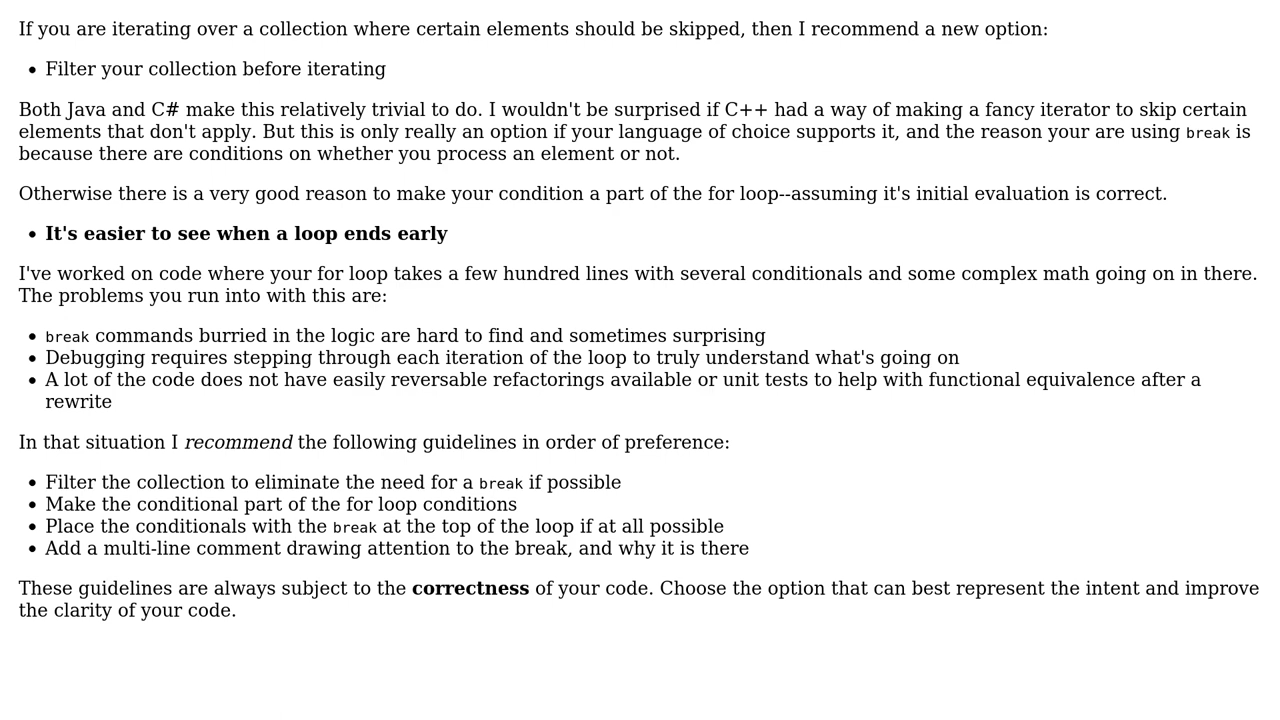 If you are iterating over a collection where certain elements should be skipped, then I recommend a new option:
• Filter your collection before iterating
Both Java and C# make this relatively trivial to do. I wouldn't be surprised if C++ had a way of making a fancy iterator to skip certain
elements that don't apply. But this is only really an option if your language of choice supports it, and the reason your are using break is
because there are conditions on whether you process an element or not.
Otherwise there is a very good reason to make your condition a part of the for loop--assuming it's initial evaluation is correct.
• It's easier to see when a loop ends early
I've worked on code where your for loop takes a few hundred lines with several conditionals and some complex math going on in there.
The problems you run into with this are:
• break commands burried in the logic are hard to find and sometimes surprising
• Debugging requires stepping through each iteration of the loop to truly understand what's going on
• A lot of the code does not have easily reversable refactorings available or unit tests to help with functional equivalence after a
rewrite
In that situation I recommend the following guidelines in order of preference:
• Filter the collection to eliminate the need for a break if possible
• Make the conditional part of the for loop conditions
• Place the conditionals with the break at the top of the loop if at all possible
• Add a multi-line comment drawing attention to the break, and why it is there
These guidelines are always subject to the correctness of your code. Choose the option that can best represent the intent and improve
the clarity of your code.